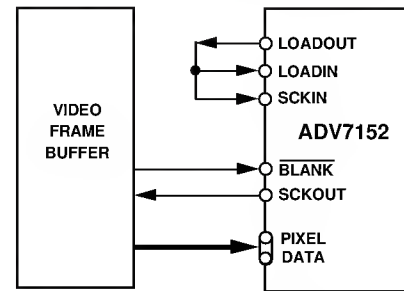 VIDEO
FRAME
BUFFER
LOADOUT
LOADIN
SCKIN
ADV7152
BLANK
SCKOUT
PIXEL
DATA